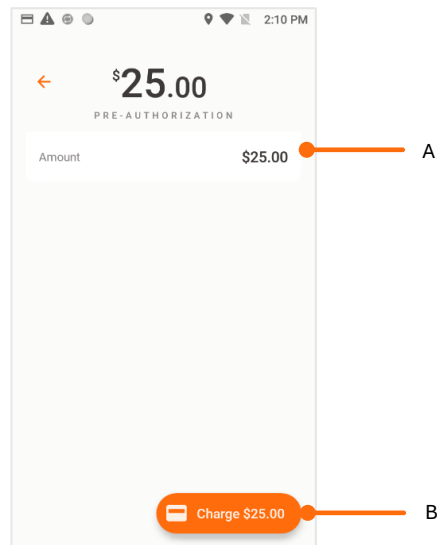 2:10 PM
$25.00
PRE-AUTHORIZATION
Amount $25.00 A
Charge $25.00 B